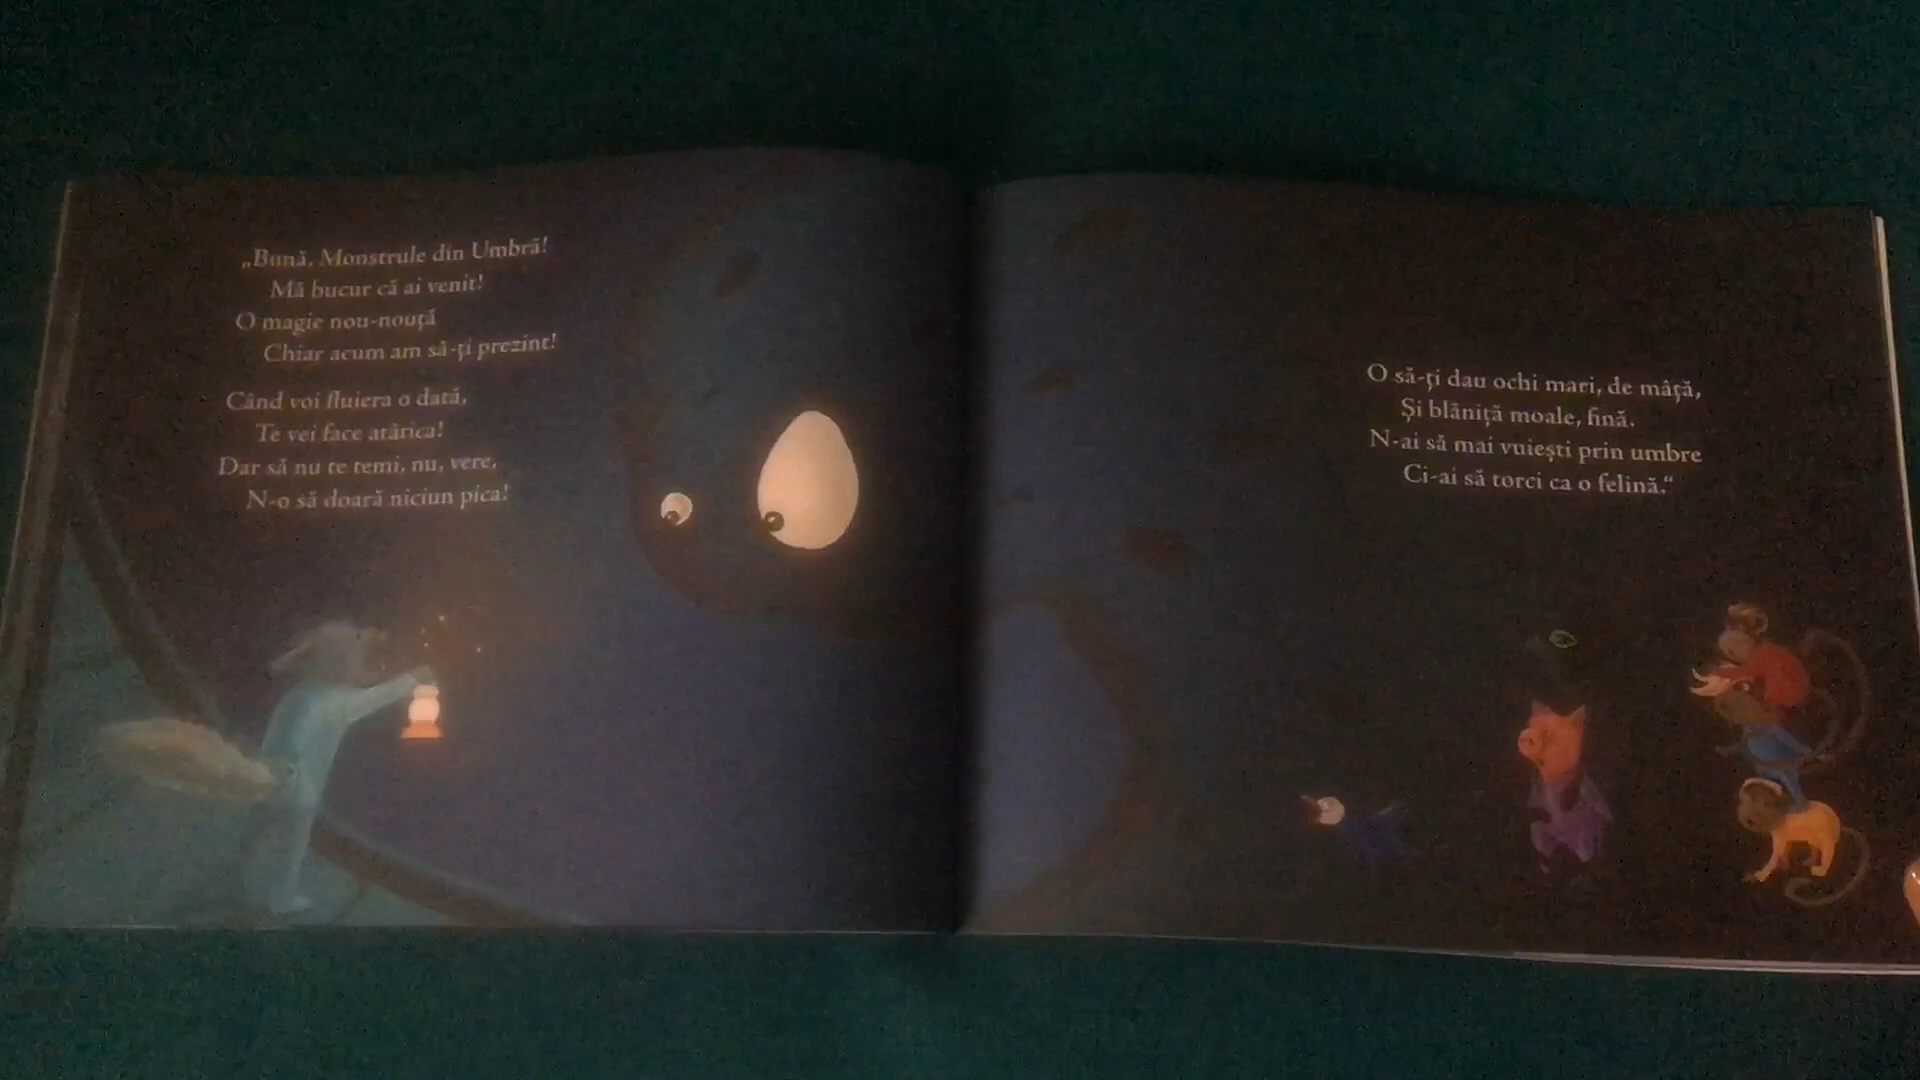 „Bună, Monstrule din Umbră!
Mă bucur că ai venit!
O magie nou-nouță
Chiar acum am să-ți prezint!
Când voi fluiera o dată,
Te vei face atârica!
Dar să nu te temi, nu, vere,
N-o să doară niciun pica!
O să-ți dau ochi mari, de mâță,
Și blăniță moale, fină.
N-ai să mai vuiești prin umbre
Ci-ai să torci ca o felină.“